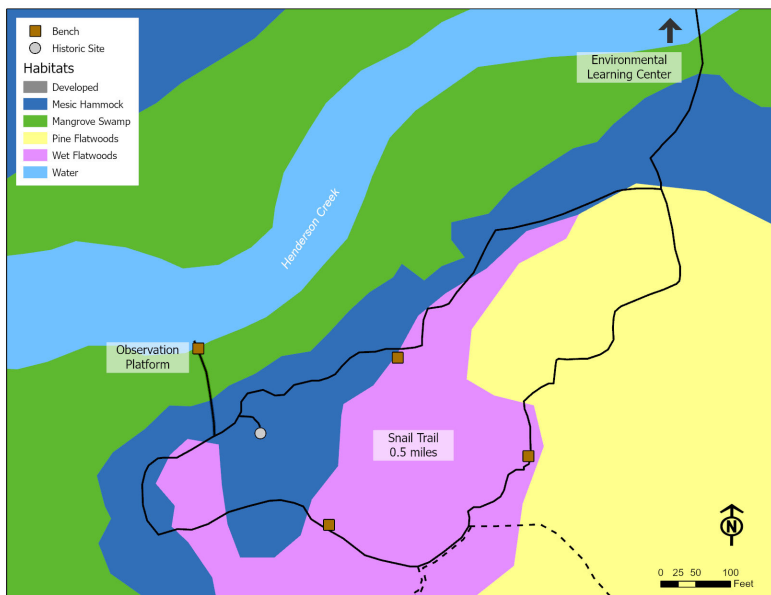 Bench
Historic Site
Habitats
Developed
Mesic Hammock
Mangrove Swamp
Pine Flatwoods
Wet Flatwoods
Water
Environmental
Learning Center
Henderson Creek
Observation
Platform
Snail Trail
0.5 miles
N
0 25 50 100
Feet